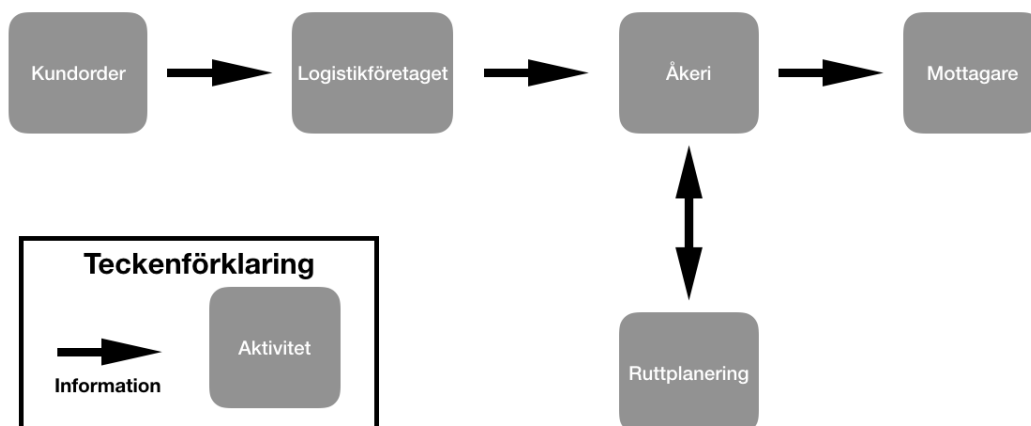 Kundorder
Logistikföretaget
Åkeri
Mottagare
Teckenförklaring
Aktivitet
Information
Ruttplanering